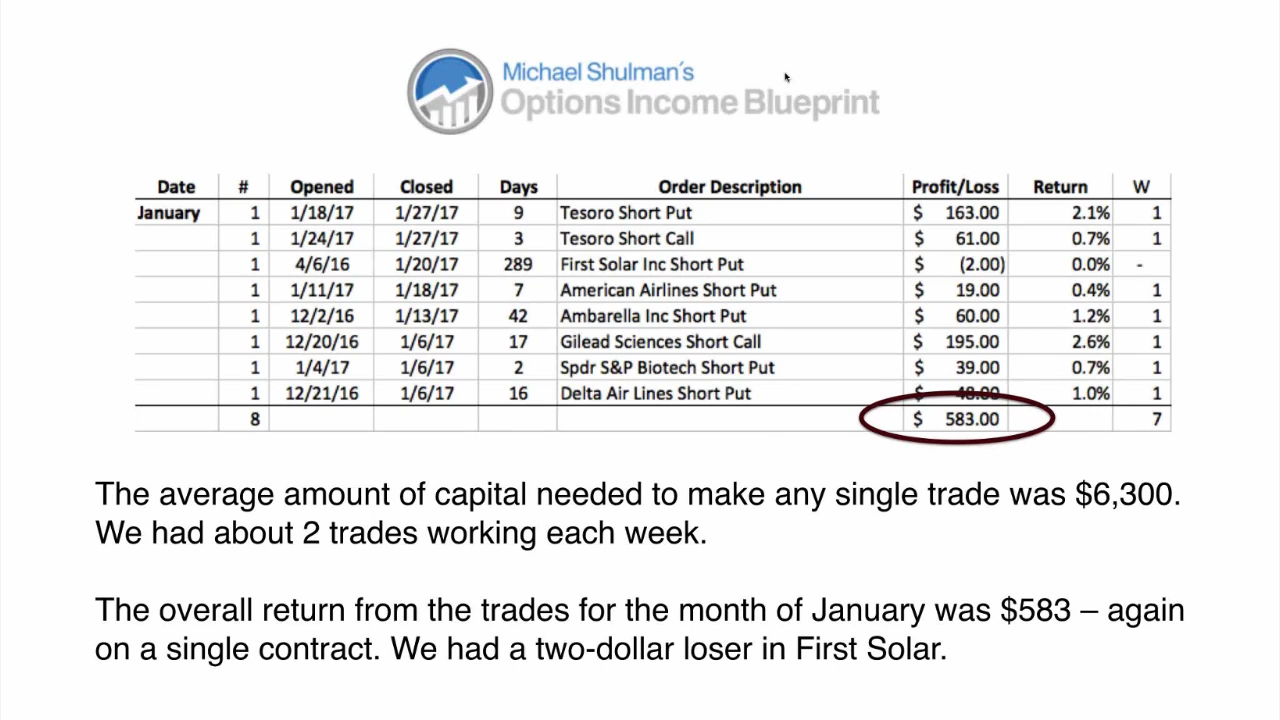 Michael Shulman's
Options Income Blueprint
Date # Opened Closed Days Order Description Profit/Loss Return W
January 1 1/18/17 1/27/17 9 Tesoro Short Put $ 163.00 2.1% 1
1 1/24/17 1/27/17 3 Tesoro Short Call $ 61.00 0.7% 1
1 4/6/16 1/20/17 289 First Solar Inc Short Put $ (2.00) 0.0% -
1 1/11/17 1/18/17 7 American Airlines Short Put $ 19.00 0.4% 1
1 12/2/16 1/13/17 42 Ambarella Inc Short Put $ 60.00 1.2% 1
1 12/20/16 1/6/17 17 Gilead Sciences Short Call $ 195.00 2.6% 1
1 1/4/17 1/6/17 2 Spdr S&P Biotech Short Put $ 39.00 0.7% 1
1 12/21/16 1/6/17 16 Delta Air Lines Short Put $ 48.00 1.0% 1
8 $ 583.00 7
The average amount of capital needed to make any single trade was $6,300.
We had about 2 trades working each week.
The overall return from the trades for the month of January was $583 – again
on a single contract. We had a two-dollar loser in First Solar.